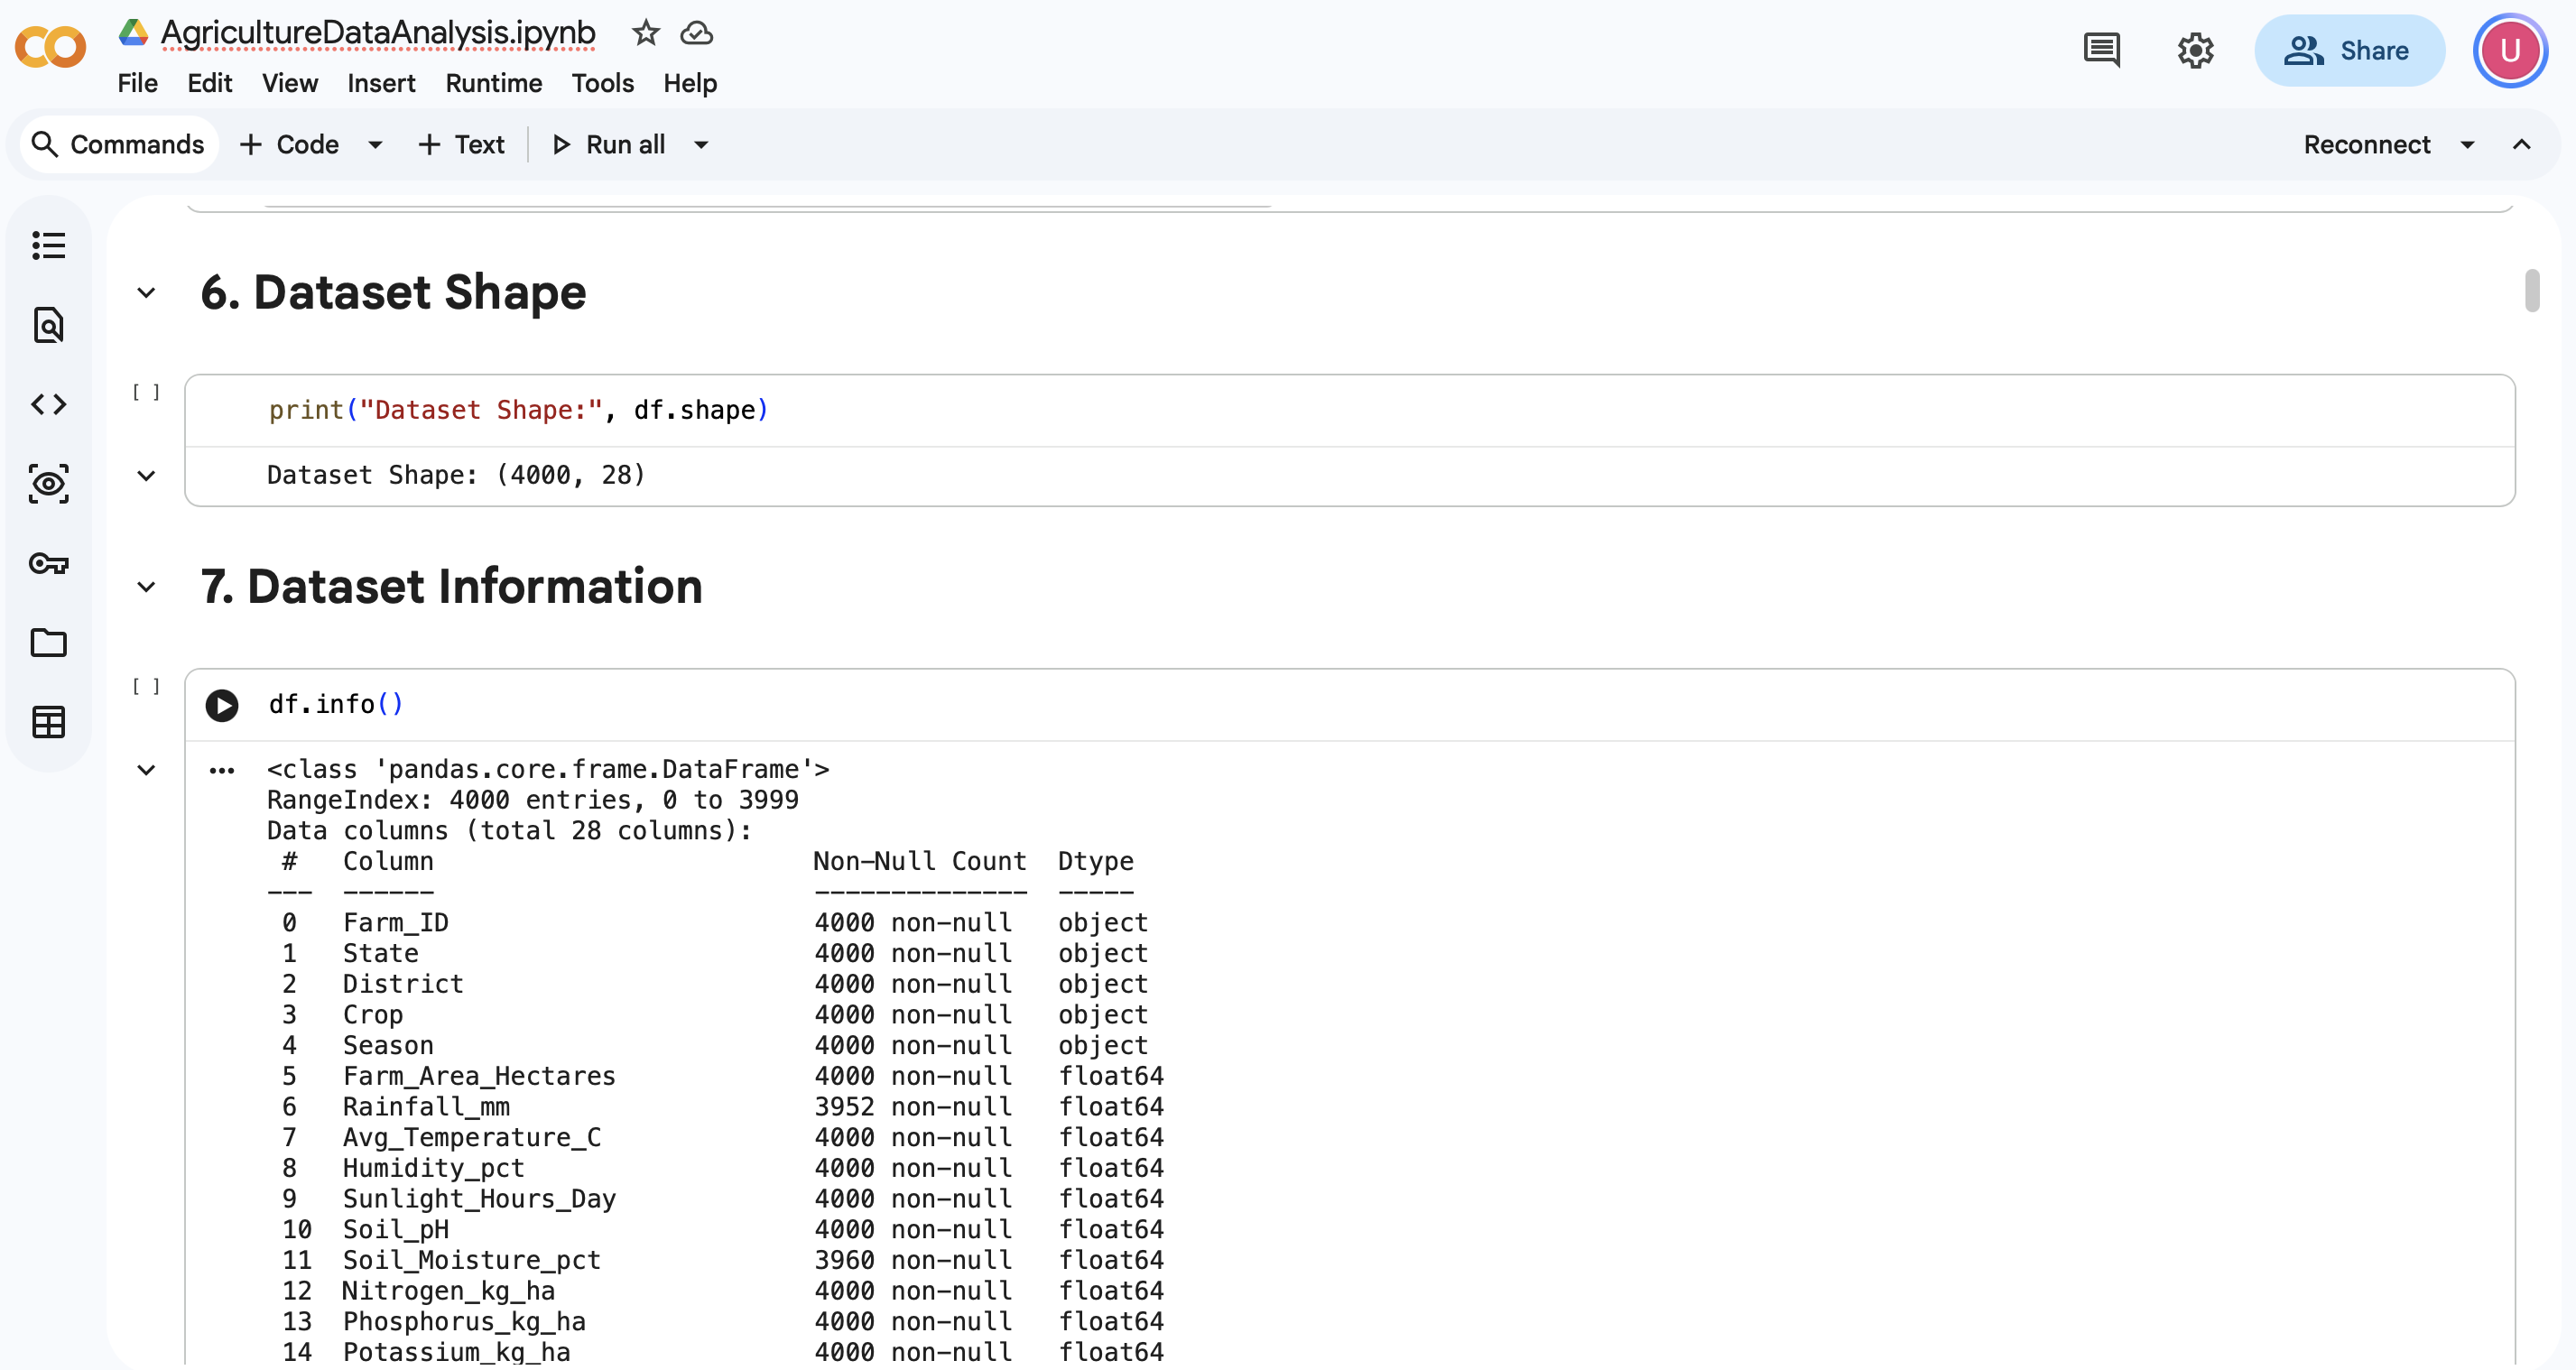 AgricultureDataAnalysis.ipynb
File Edit View Insert Runtime Tools Help
Share
U
Commands + Code + Text Run all
Reconnect
6. Dataset Shape
[ ]
print("Dataset Shape:", df.shape)
Dataset Shape: (4000, 28)
7. Dataset Information
[ ]
df.info()
<class 'pandas.core.frame.DataFrame'>
RangeIndex: 4000 entries, 0 to 3999
Data columns (total 28 columns):
 #   Column                         Non-Null Count  Dtype
---  ------                         --------------  -----
 0   Farm_ID                        4000 non-null   object
 1   State                          4000 non-null   object
 2   District                       4000 non-null   object
 3   Crop                           4000 non-null   object
 4   Season                         4000 non-null   object
 5   Farm_Area_Hectares             4000 non-null   float64
 6   Rainfall_mm                    3952 non-null   float64
 7   Avg_Temperature_C              4000 non-null   float64
 8   Humidity_pct                   4000 non-null   float64
 9   Sunlight_Hours_Day             4000 non-null   float64
 10  Soil_pH                        4000 non-null   float64
 11  Soil_Moisture_pct              3960 non-null   float64
 12  Nitrogen_kg_ha                 4000 non-null   float64
 13  Phosphorus_kg_ha               4000 non-null   float64
 14  Potassium_kg_ha                4000 non-null   float64